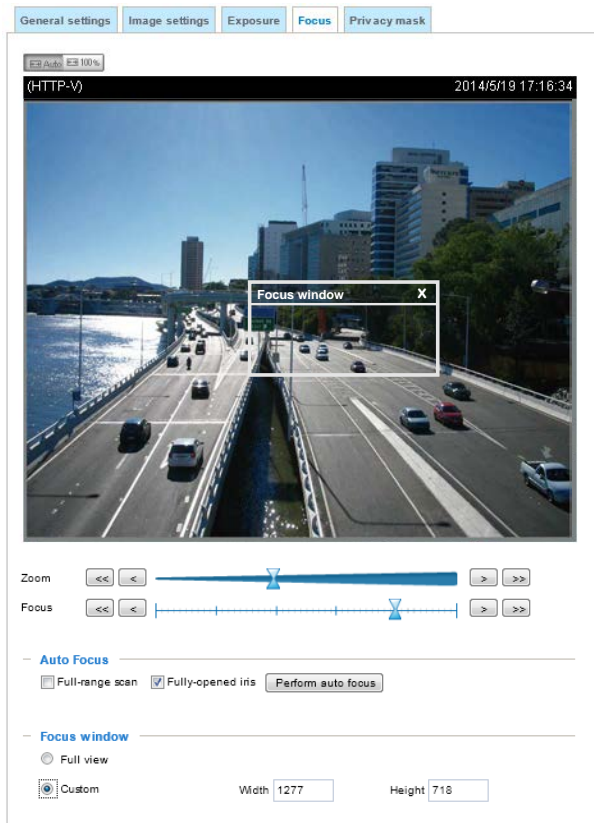 General settings Image settings Exposure Focus Privacy mask
Auto 100%
(HTTP-V) 2014/5/19 17:16:34
Focus window X
Zoom << < > >>
Focus << < > >>
Auto Focus
Full-range scan Fully-opened iris Perform auto focus
Focus window
Full view
Custom Width 1277 Height 718